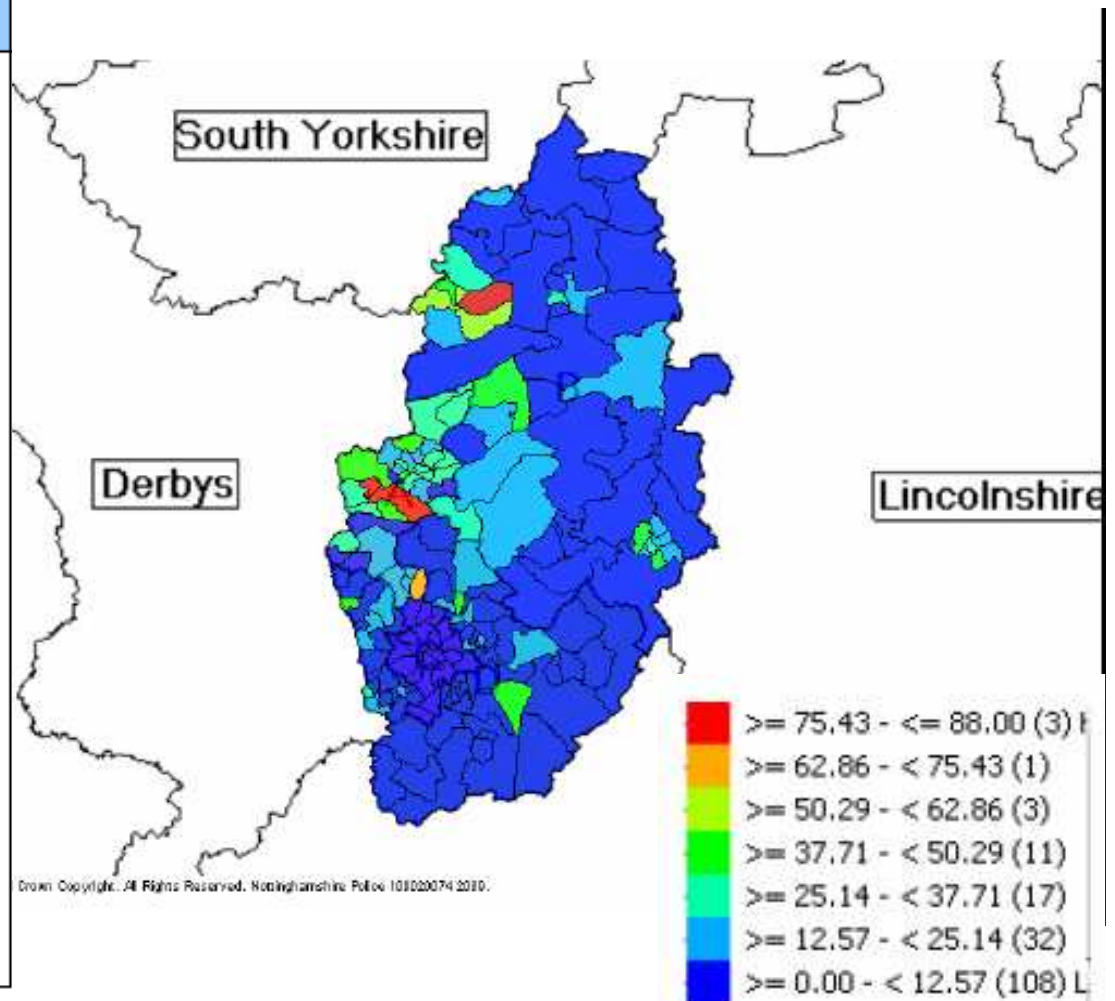 South Yorkshire
Derbys
Lincolnshire
Crown Copyright. All Rights Reserved. Nottinghamshire Police
>= 75.43 - <= 88.00 (3)
>= 62.86 - < 75.43 (1)
>= 50.29 - < 62.86 (3)
>= 37.71 - < 50.29 (11)
>= 25.14 - < 37.71 (17)
>= 12.57 - < 25.14 (32)
>= 0.00 - < 12.57 (108) L